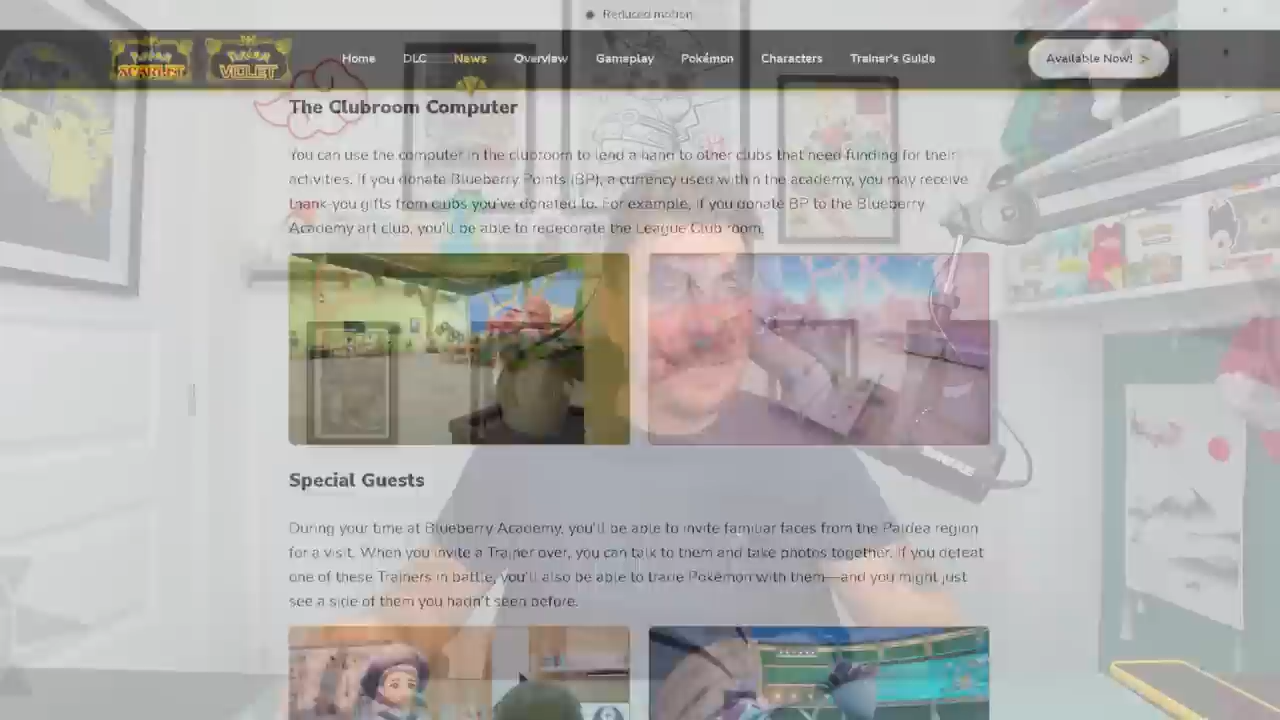 Reduced motion
POKÉMON SCARLET
POKÉMON VIOLET
Home DLC News Overview Gameplay Pokémon Characters Trainer's Guide
Available Now! >
The Clubroom Computer
You can use the computer in the clubroom to lend a hand to other clubs that need funding for their
activities. If you donate Blueberry Points (BP), a currency used within the academy, you may receive
thank-you gifts from clubs you've donated to. For example, if you donate BP to the Blueberry
Academy art club, you'll be able to redecorate the League Club room.
Special Guests
During your time at Blueberry Academy, you'll be able to invite familiar faces from the Paldea region
for a visit. When you invite a Trainer over, you can talk to them and take photos together. If you defeat
one of these Trainers in battle, you'll also be able to trade Pokémon with them—and you might just
see a side of them you hadn't seen before.